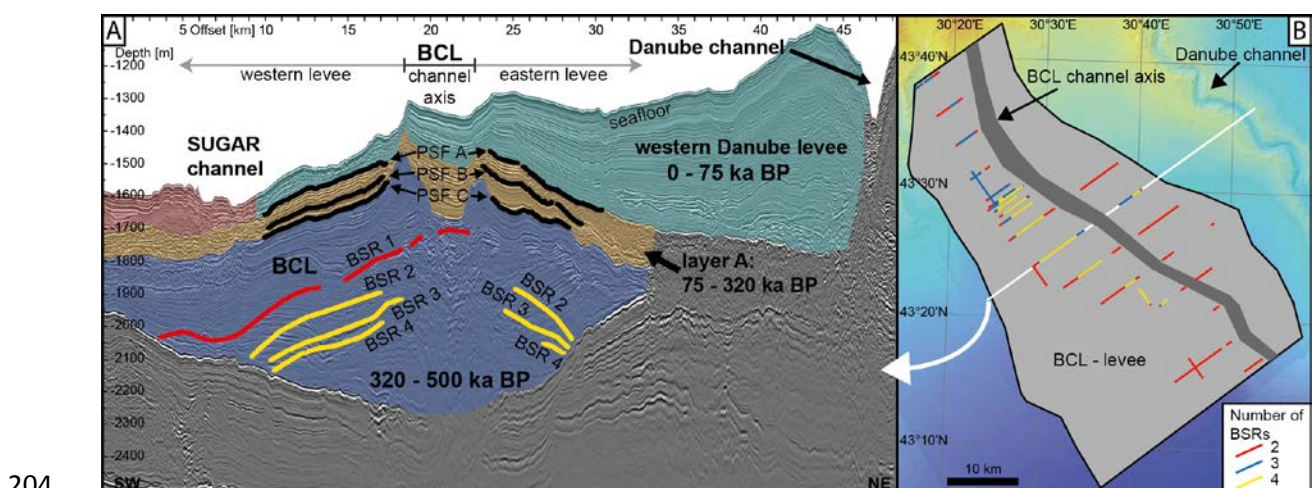 A
5
Offset [km]
10
15
20
25
30
35
40
45
Depth [m]
-1200
-1300
-1400
-1500
-1600
-1700
-1800
-1900
-2000
-2100
-2200
-2300
-2400
BCL
western levee
channel
axis
eastern levee
Danube channel
seafloor
SUGAR
channel
PSF A
PSF B
PSF C
western Danube levee
0 - 75 ka BP
BCL
BSR 1
BSR 2
BSR 3
BSR 4
BSR 2
BSR 3
BSR 4
layer A:
75 - 320 ka BP
320 - 500 ka BP
SW
NE
B
30°20'
30°30'
30°40'
30°50'
43°40'N
43°30'N
43°20'N
43°10'N
Danube channel
BCL channel axis
BCL - levee
10 km
Number of
BSRs
2
3
4
204